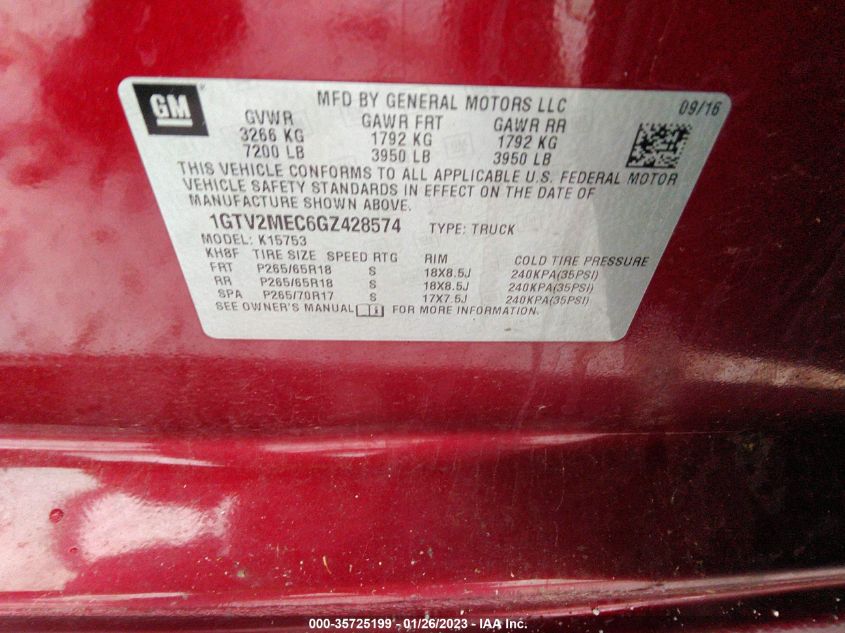 GM
MFD BY GENERAL MOTORS LLC 09/16
GVWR GAWR FRT GAWR RR
3266 KG 1792 KG 1792 KG
7200 LB 3950 LB 3950 LB
THIS VEHICLE CONFORMS TO ALL APPLICABLE U.S. FEDERAL MOTOR
VEHICLE SAFETY STANDARDS IN EFFECT ON THE DATE OF
MANUFACTURE SHOWN ABOVE.
1GTV2MEC6GZ428574 TYPE: TRUCK
MODEL: K15753
KH8F TIRE SIZE SPEED RTG RIM COLD TIRE PRESSURE
FRT P265/65R18 S 18X8.5J 240KPA(35PSI)
RR P265/65R18 S 18X8.5J 240KPA(35PSI)
SPA P265/70R17 S 17X7.5J 240KPA(35PSI)
SEE OWNER'S MANUAL FOR MORE INFORMATION.
000-35725199 - 01/26/2023 - IAA Inc.